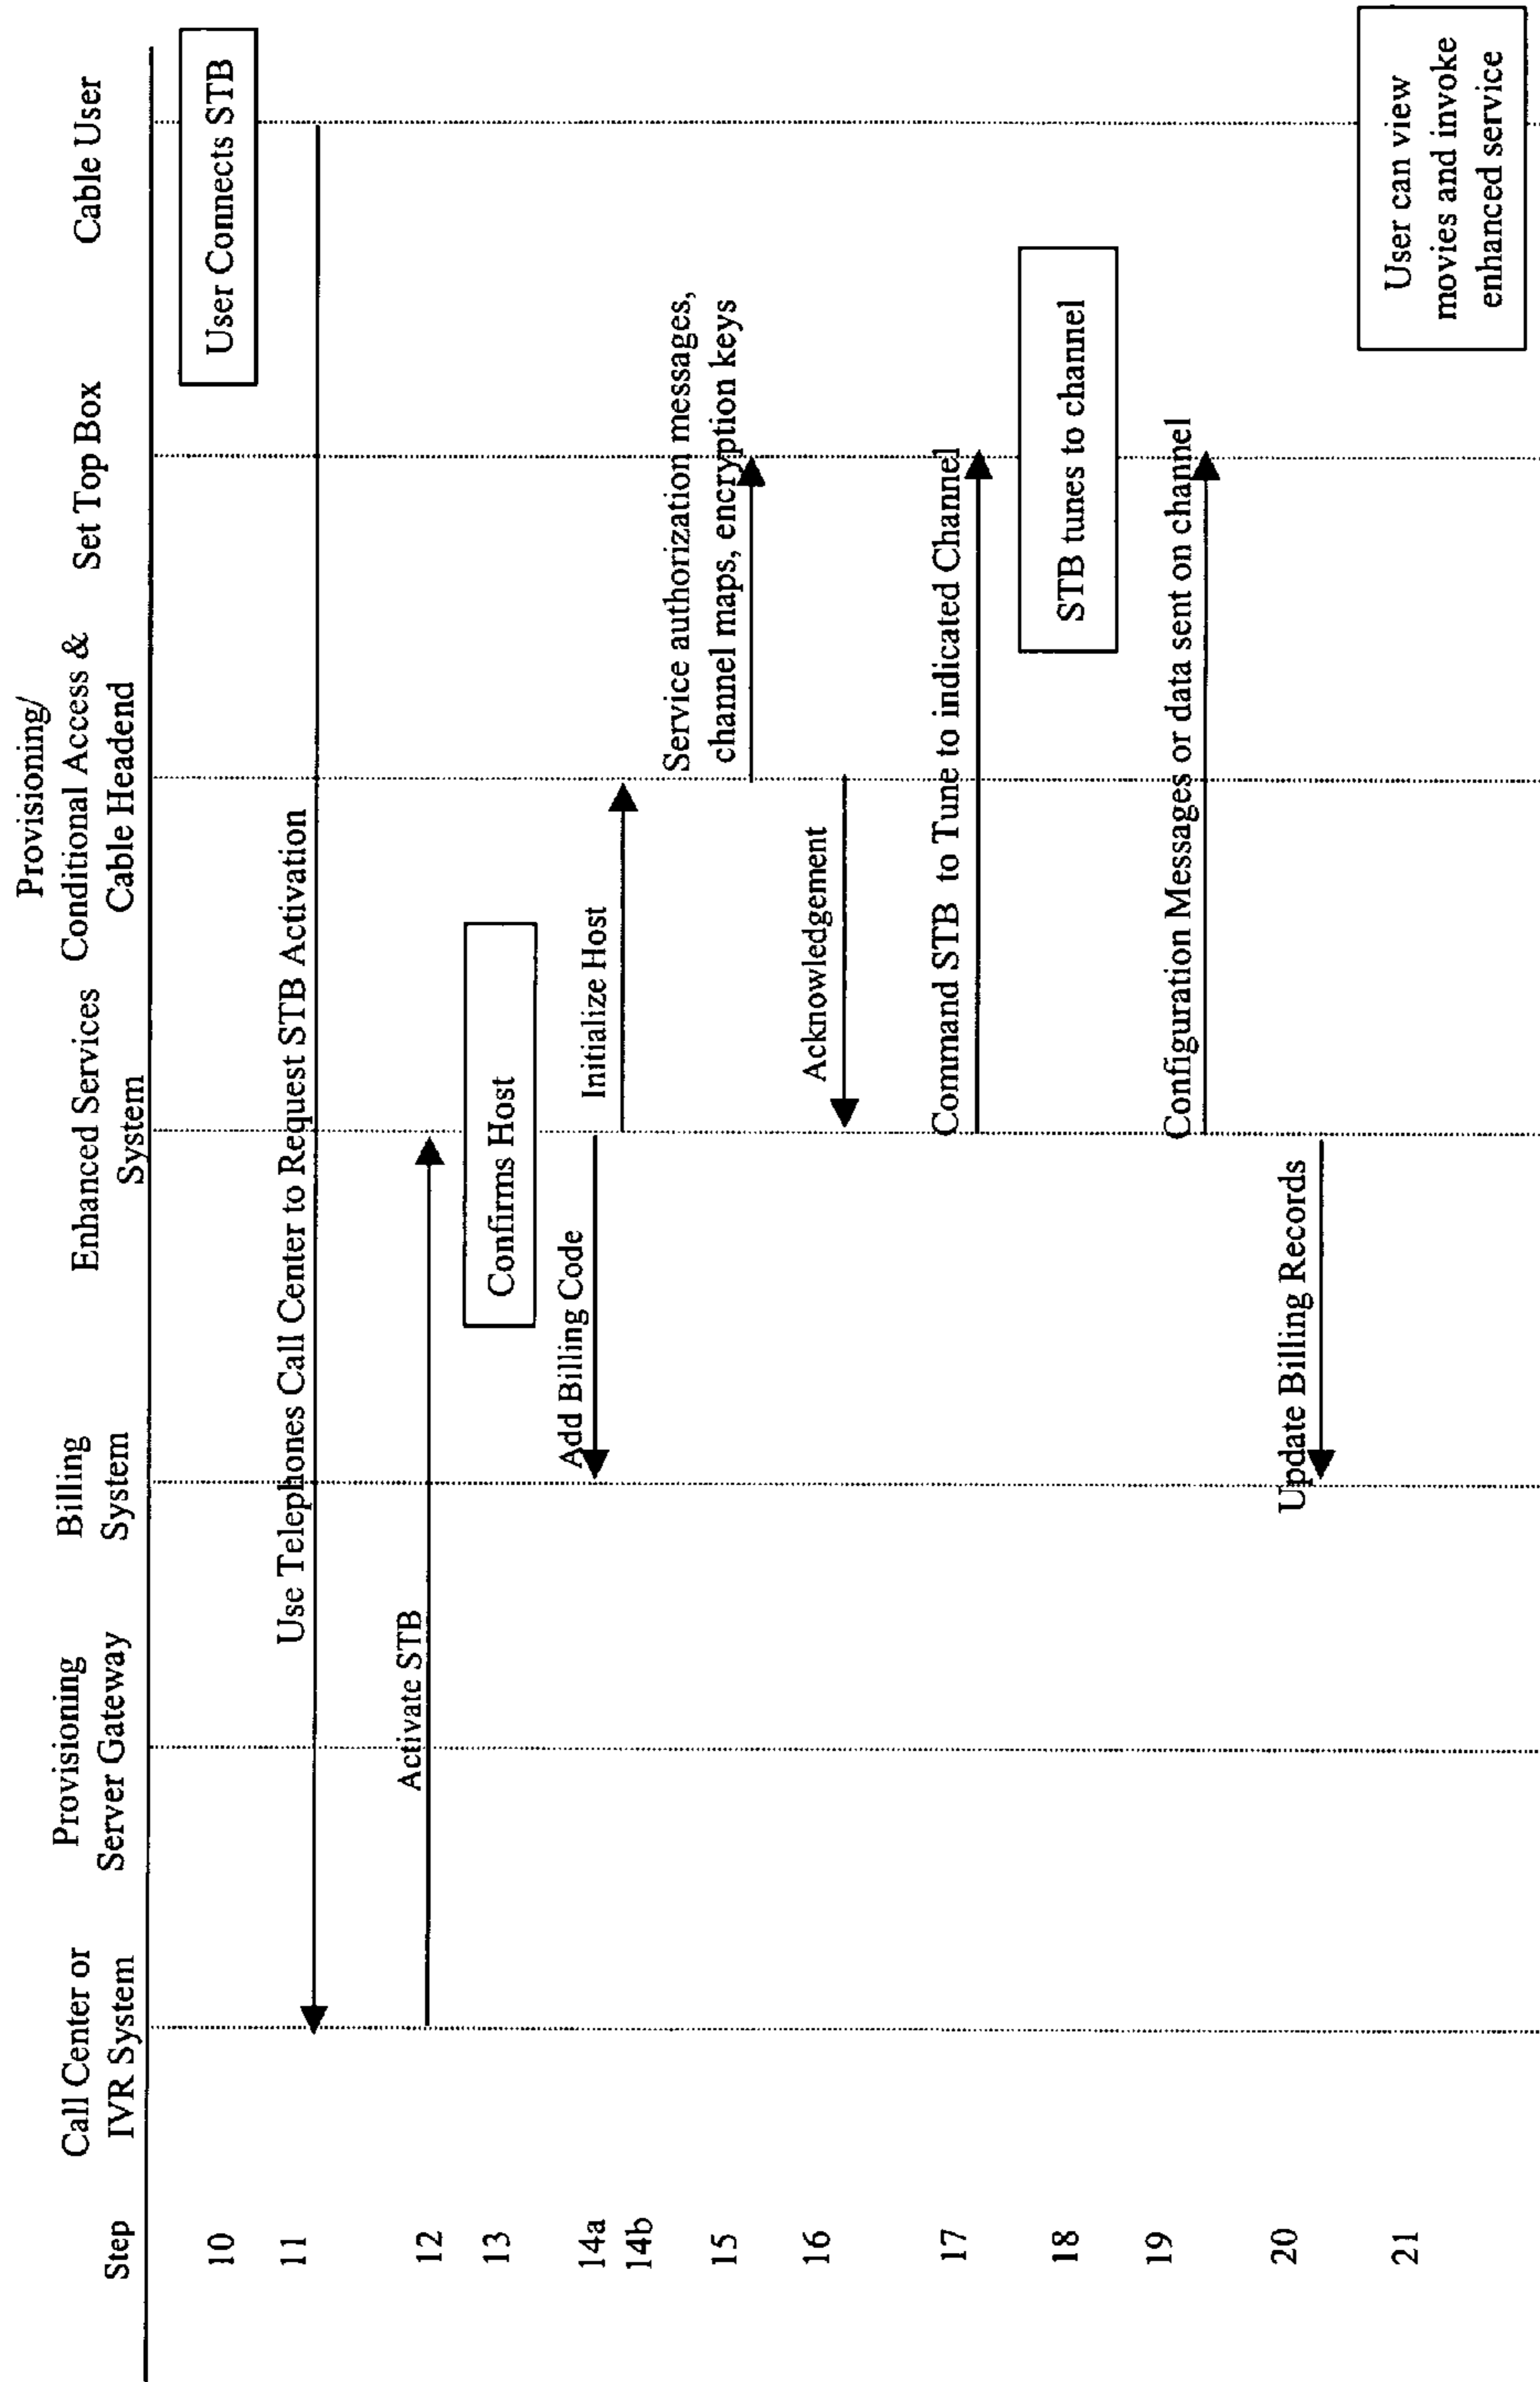 Step
Call Center or
IVR System
Provisioning
Server Gateway
Billing
System
Enhanced Services
System
Provisioning/
Conditional Access &
Cable Headend
Set Top Box
Cable User
10
User Connects STB
11
Use Telephones Call Center to Request STB Activation
12
Activate STB
13
Confirms Host
14a
Add Billing Code
14b
Initialize Host
15
Service authorization messages,
channel maps, encryption keys
16
Acknowledgement
17
Command STB to Tune to indicated Channel
18
STB tunes to channel
19
Configuration Messages or data sent on channel
20
Update Billing Records
21
User can view
movies and invoke
enhanced service